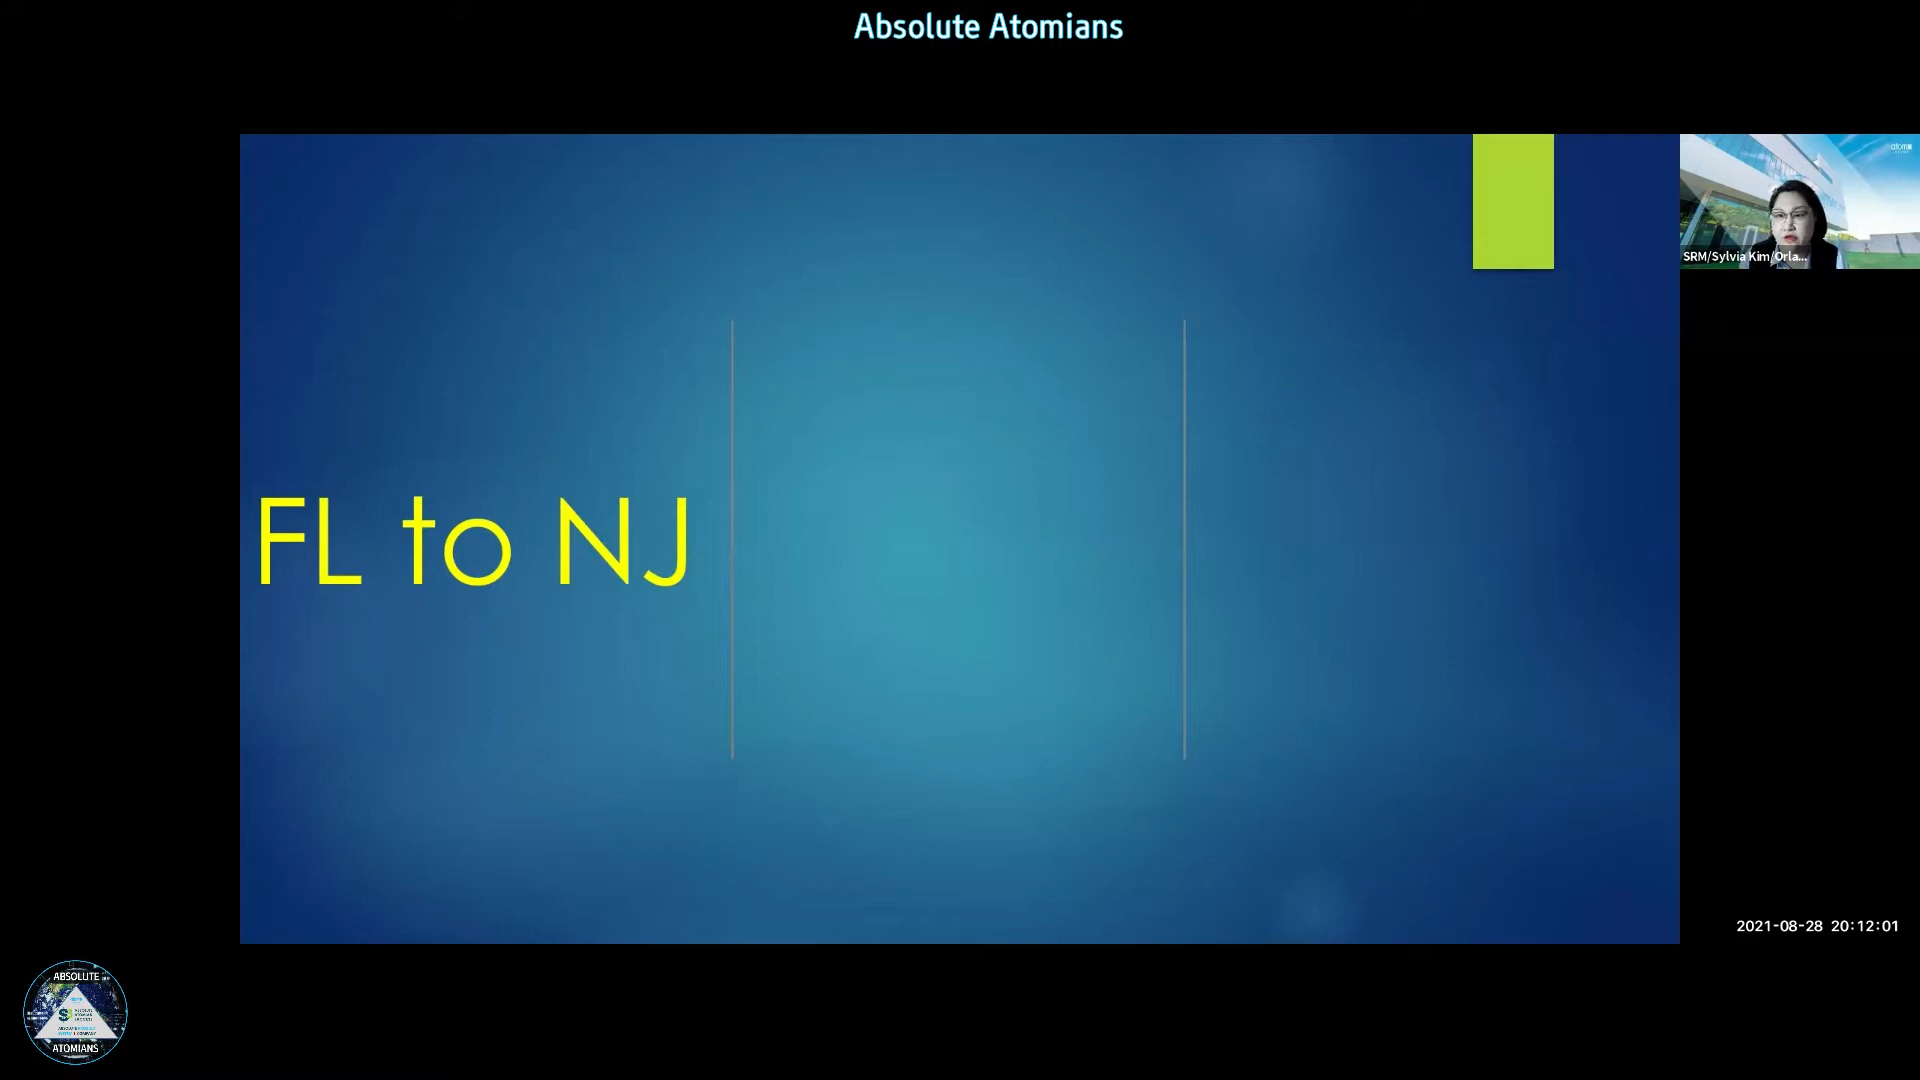 Absolute Atomians
FL to NJ
SRM/Sylvia Kim/Orla...
2021-08-28 20:12:01
ABSOLUTE
ATOMIANS